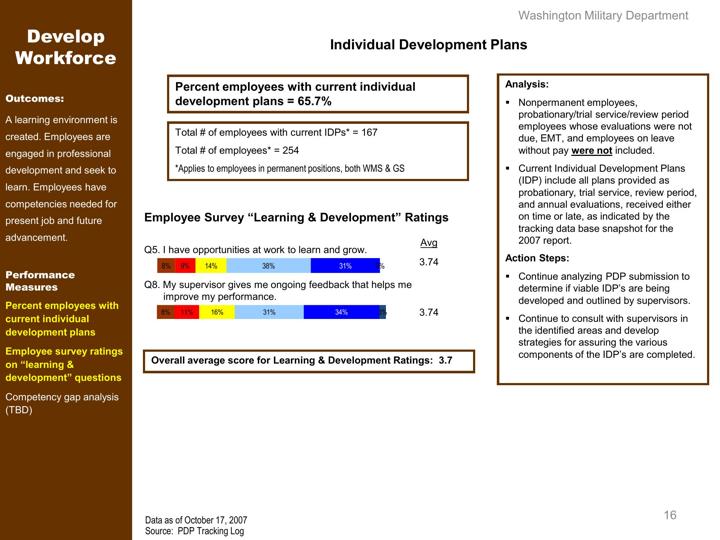 Washington Military Department
Develop
Workforce
Individual Development Plans
Outcomes:
A learning environment is
created. Employees are
engaged in professional
development and seek to
learn. Employees have
competencies needed for
present job and future
advancement.
Performance
Measures
Percent employees with
current individual
development plans
Employee survey ratings
on “learning &
development” questions
Competency gap analysis
(TBD)
Percent employees with current individual
development plans = 65.7%
Total # of employees with current IDPs* = 167
Total # of employees* = 254
*Applies to employees in permanent positions, both WMS & GS
Employee Survey “Learning & Development” Ratings
Avg
Q5. I have opportunities at work to learn and grow.
14% 38% 31% 3.74
Q8. My supervisor gives me ongoing feedback that helps me
improve my performance.
11% 16% 31% 34% 3.74
Overall average score for Learning & Development Ratings: 3.7
Analysis:
▪ Nonpermanent employees,
probationary/trial service/review period
employees whose evaluations were not
due, EMT, and employees on leave
without pay were not included.
▪ Current Individual Development Plans
(IDP) include all plans provided as
probationary, trial service, review period,
and annual evaluations, received either
on time or late, as indicated by the
tracking data base snapshot for the
2007 report.
Action Steps:
▪ Continue analyzing PDP submission to
determine if viable IDP’s are being
developed and outlined by supervisors.
▪ Continue to consult with supervisors in
the identified areas and develop
strategies for assuring the various
components of the IDP’s are completed.
Data as of October 17, 2007
Source: PDP Tracking Log
16